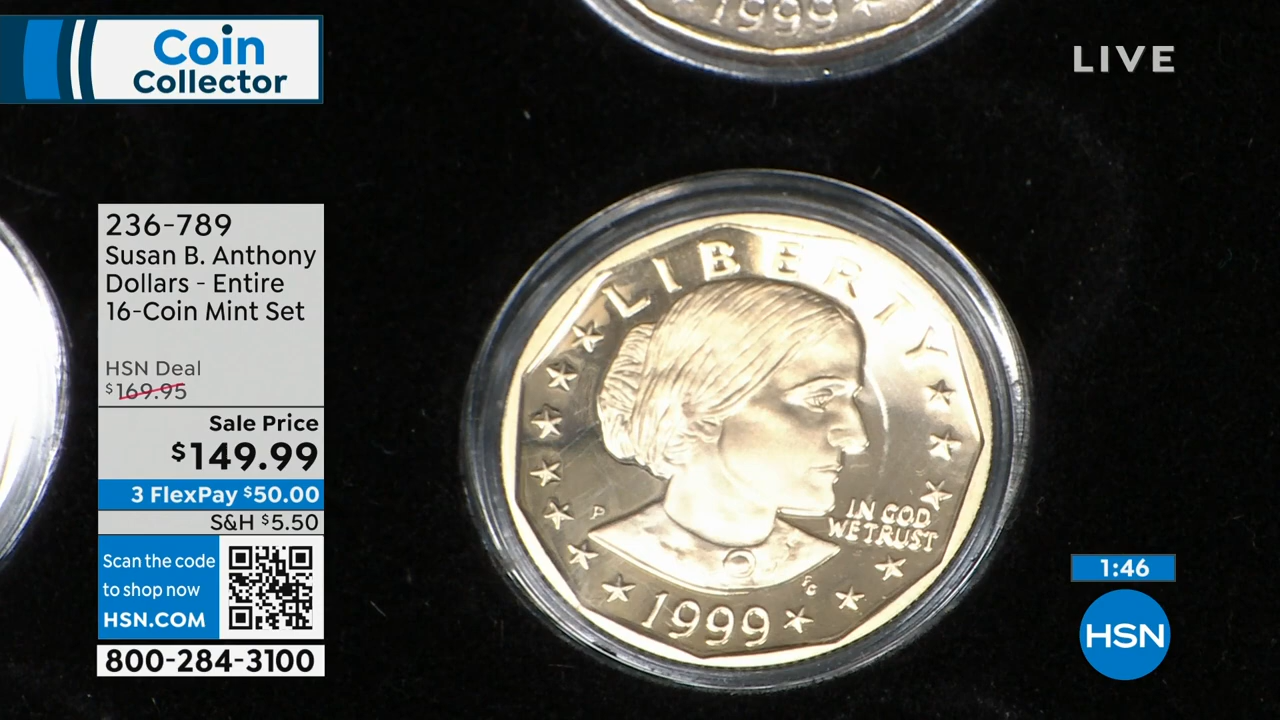 Coin
Collector
LIVE
1999
236-789
Susan B. Anthony
Dollars - Entire
16-Coin Mint Set
HSN Deal
$169.95
Sale Price
$149.99
3 FlexPay $50.00
S&H $5.50
Scan the code
to shop now
HSN.COM
800-284-3100
LIBERTY
P
IN GOD
WE TRUST
FG
1999
1:46
HSN